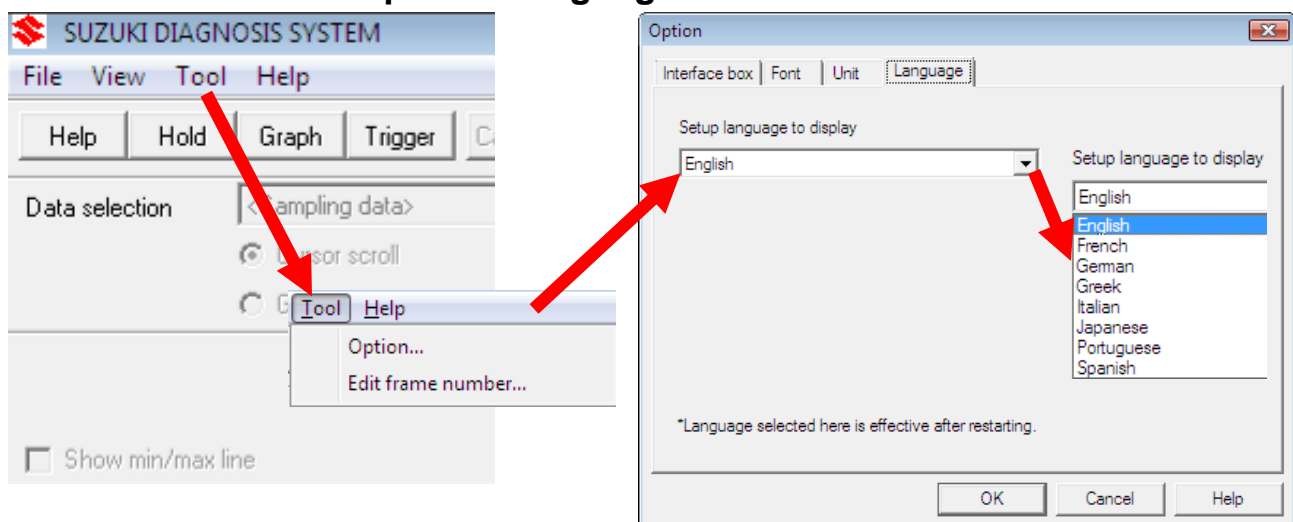 SUZUKI DIAGNOSIS SYSTEM
File View Tool Help
Help Hold Graph Trigger
Data selection
<Sampling data>
scroll
Tool Help
Option...
Edit frame number...
Show min/max line
Option
Interface box Font Unit Language
Setup language to display
English
Setup language to display
English
English
French
German
Greek
Italian
Japanese
Portuguese
Spanish
*Language selected here is effective after restarting.
OK Cancel Help